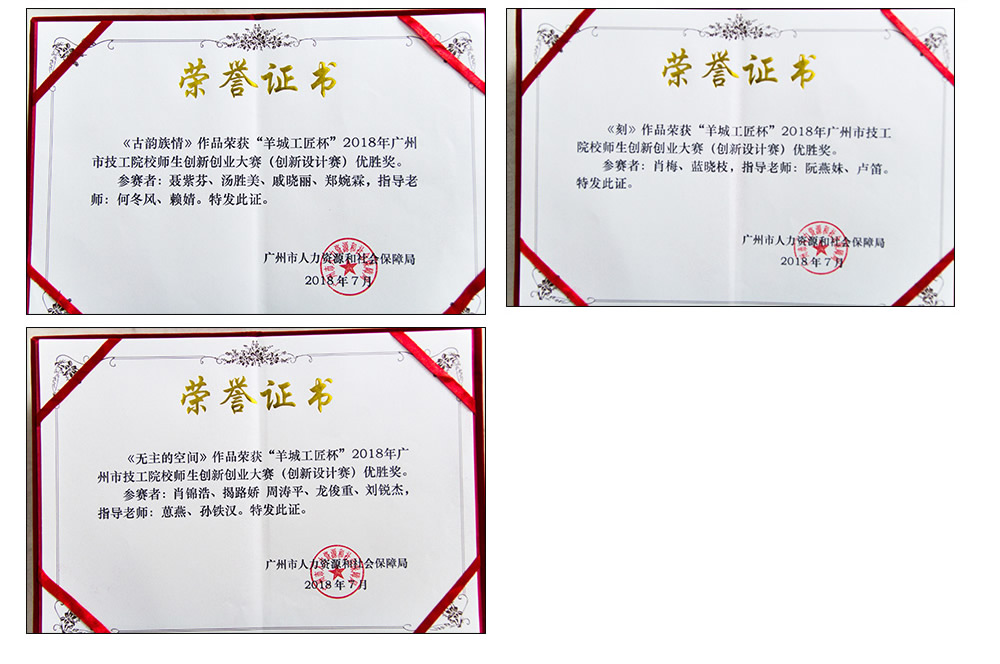 荣誉证书
《古韵族情》作品荣获“羊城工匠杯”2018年广州
市技工院校师生创新创业大赛（创新设计赛）优胜奖。
参赛者：聂紫芬、汤胜美、戚晓丽、郑婉霖，指导老
师：何冬风、赖婧。特发此证。
广州市人力资源和社会保障局
2018年7月
荣誉证书
《刻》作品荣获“羊城工匠杯”2018年广州市技工
院校师生创新创业大赛（创新设计赛）优胜奖。
参赛者：肖梅、蓝晓枝，指导老师：阮燕妹、卢笛。
特发此证。
广州市人力资源和社会保障局
2018年7月
荣誉证书
《无主的空间》作品荣获“羊城工匠杯”2018年广
州市技工院校师生创新创业大赛（创新设计赛）优胜奖。
参赛者：肖锦浩、揭路娇 周涛平、龙俊重、刘锐杰，
指导老师：蒽燕、孙铁汉。特发此证。
广州市人力资源和社会保障局
2018年7月